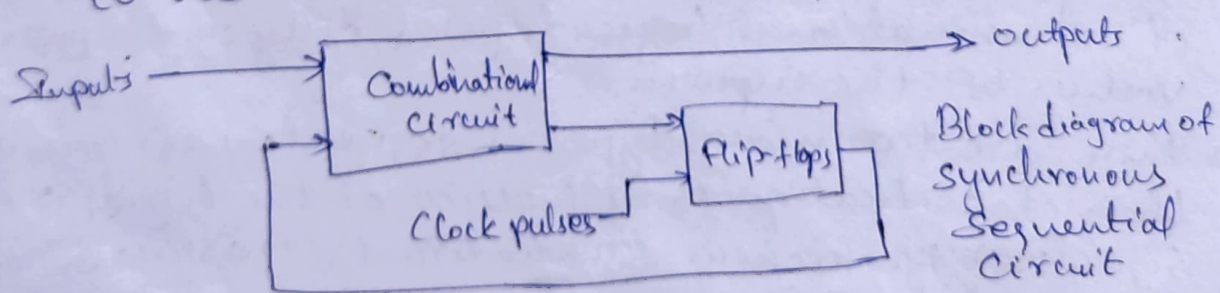 Inputs
Combinational
circuit
outputs
Flip-flops
Clock pulses
Block diagram of
synchronous
Sequential
Circuit